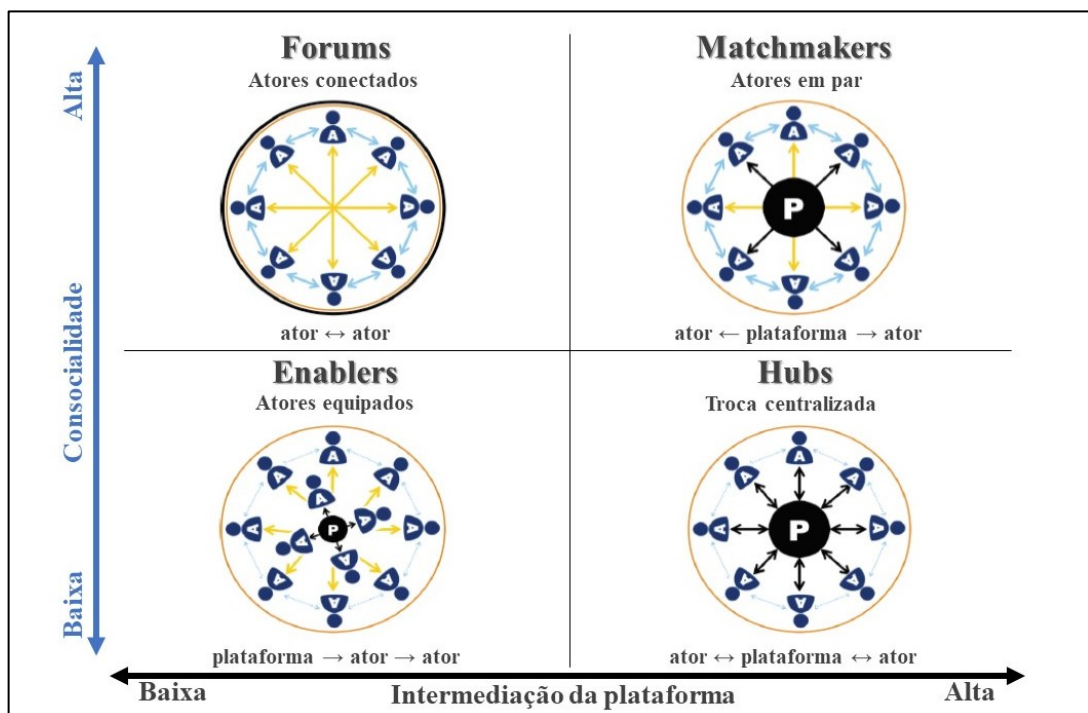 Forums
Atores conectados
A
A
A
A
A
A
A
A
ator ↔ ator
Matchmakers
Atores em par
A
A
A
A
P
A
A
A
A
ator ← plataforma → ator
Enablers
Atores equipados
A
A
A
A
A
P
A
A
A
A
A
A
A
plataforma → ator → ator
Hubs
Troca centralizada
A
A
A
A
P
A
A
A
A
ator ↔ plataforma ↔ ator
Alta
Consocialidade
Baixa
Baixa
Intermediação da plataforma
Alta